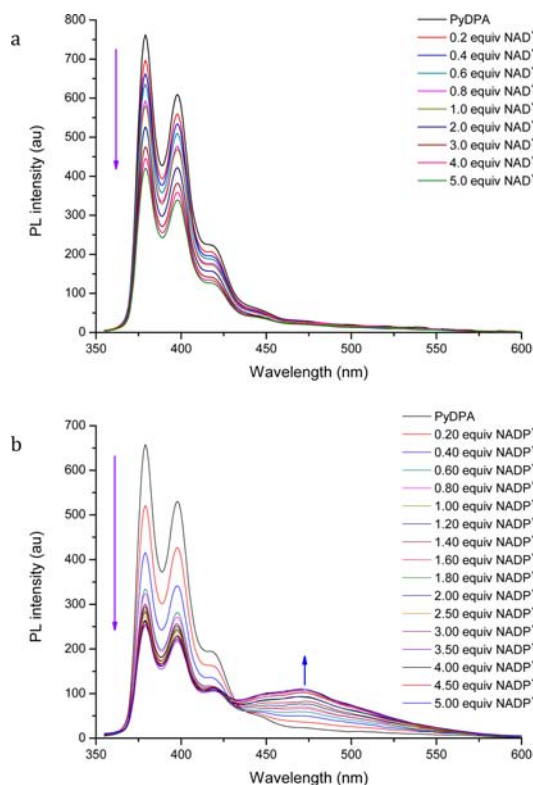 a
800
700
600
500
400
300
200
100
0
PL intensity (au)
350 400 450 500 550 600
Wavelength (nm)
PyDPA
0.2 equiv NAD⁺
0.4 equiv NAD⁺
0.6 equiv NAD⁺
0.8 equiv NAD⁺
1.0 equiv NAD⁺
2.0 equiv NAD⁺
3.0 equiv NAD⁺
4.0 equiv NAD⁺
5.0 equiv NAD⁺
b
700
600
500
400
300
200
100
0
PL intensity (au)
350 400 450 500 550 600
Wavelength (nm)
PyDPA
0.20 equiv NADP⁺
0.40 equiv NADP⁺
0.60 equiv NADP⁺
0.80 equiv NADP⁺
1.00 equiv NADP⁺
1.20 equiv NADP⁺
1.40 equiv NADP⁺
1.60 equiv NADP⁺
1.80 equiv NADP⁺
2.00 equiv NADP⁺
2.50 equiv NADP⁺
3.00 equiv NADP⁺
3.50 equiv NADP⁺
4.00 equiv NADP⁺
4.50 equiv NADP⁺
5.00 equiv NADP⁺